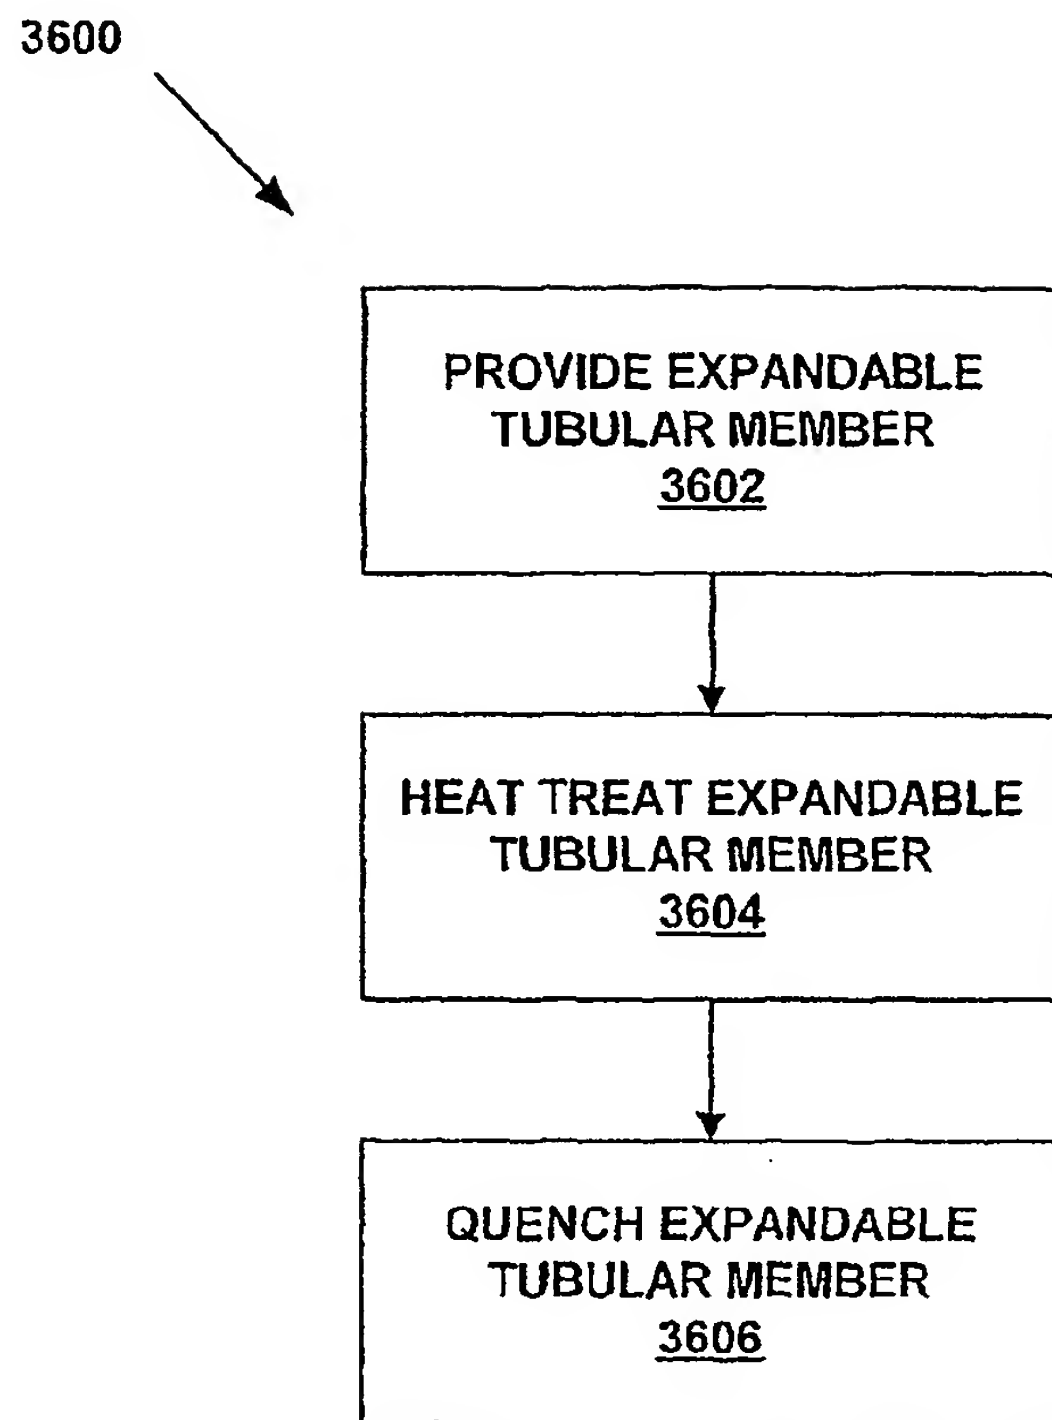 3600
PROVIDE EXPANDABLE
TUBULAR MEMBER
3602
HEAT TREAT EXPANDABLE
TUBULAR MEMBER
3604
QUENCH EXPANDABLE
TUBULAR MEMBER
3606